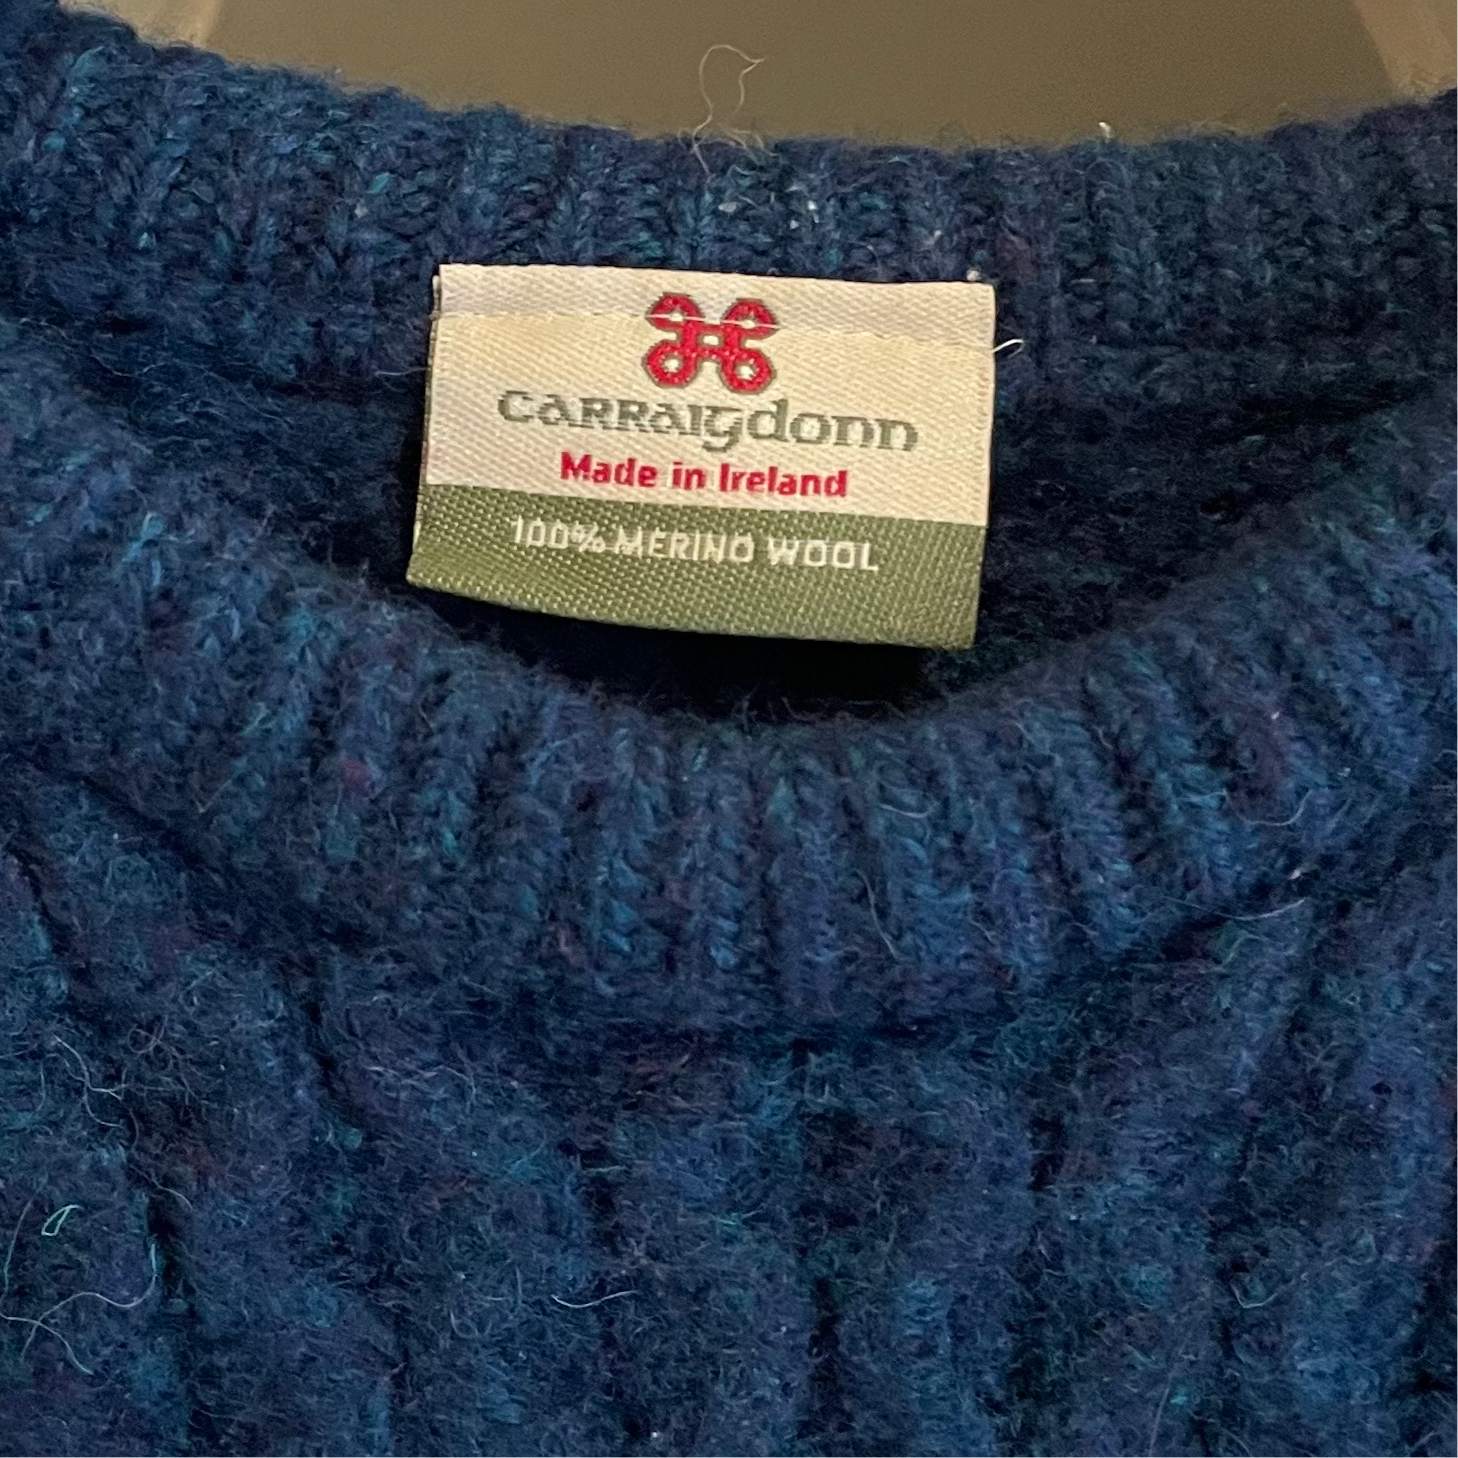 CARRAIGDONN
Made in Ireland
100% MERINO WOOL